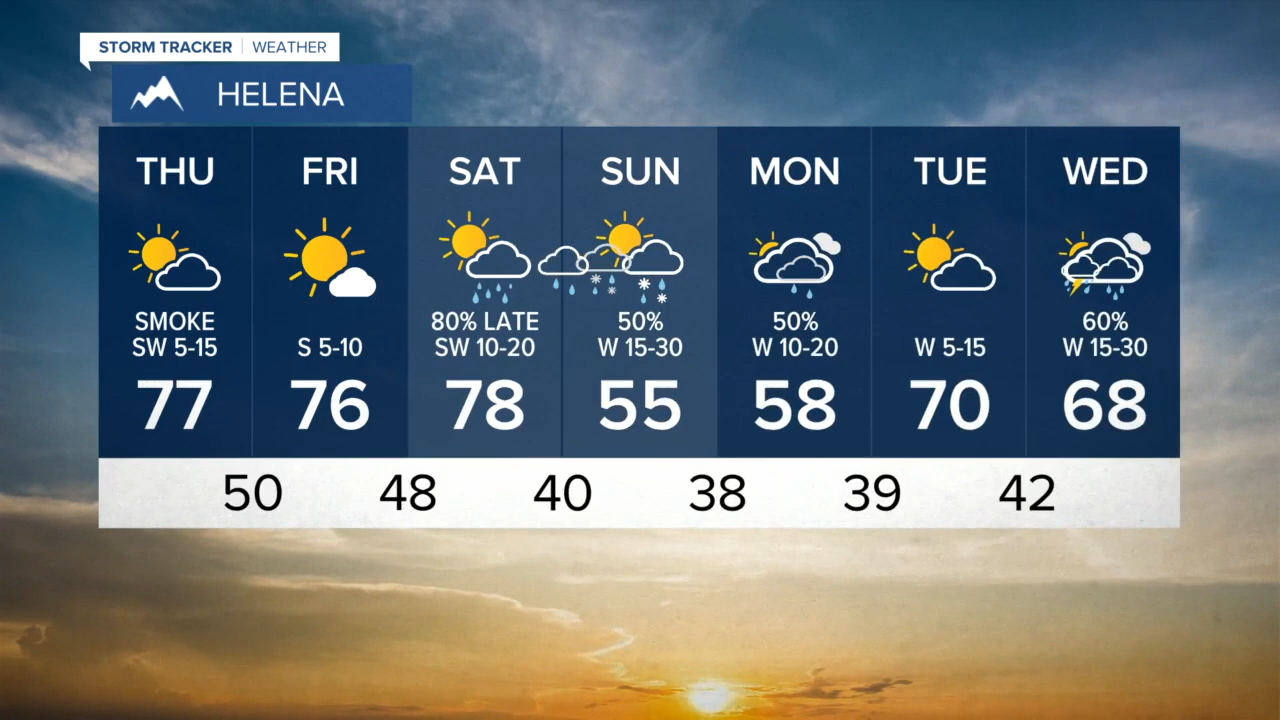 STORM TRACKER WEATHER
HELENA
THU FRI SAT SUN MON TUE WED
SMOKE 80% LATE 50% 50% 60%
SW 5-15 S 5-10 SW 10-20 W 15-30 W 10-20 W 5-15 W 15-30
77 76 78 55 58 70 68
50 48 40 38 39 42